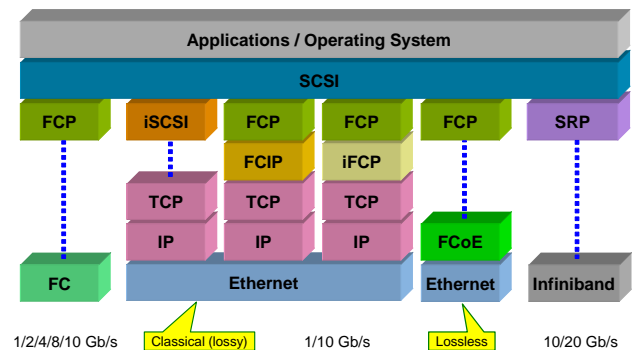 Applications / Operating System
SCSI
FCP iSCSI FCP FCP FCP SRP
FCIP iFCP
TCP TCP TCP
IP IP IP FCoE
FC Ethernet Ethernet Infiniband
1/2/4/8/10 Gb/s Classical (lossy) 1/10 Gb/s Lossless 10/20 Gb/s